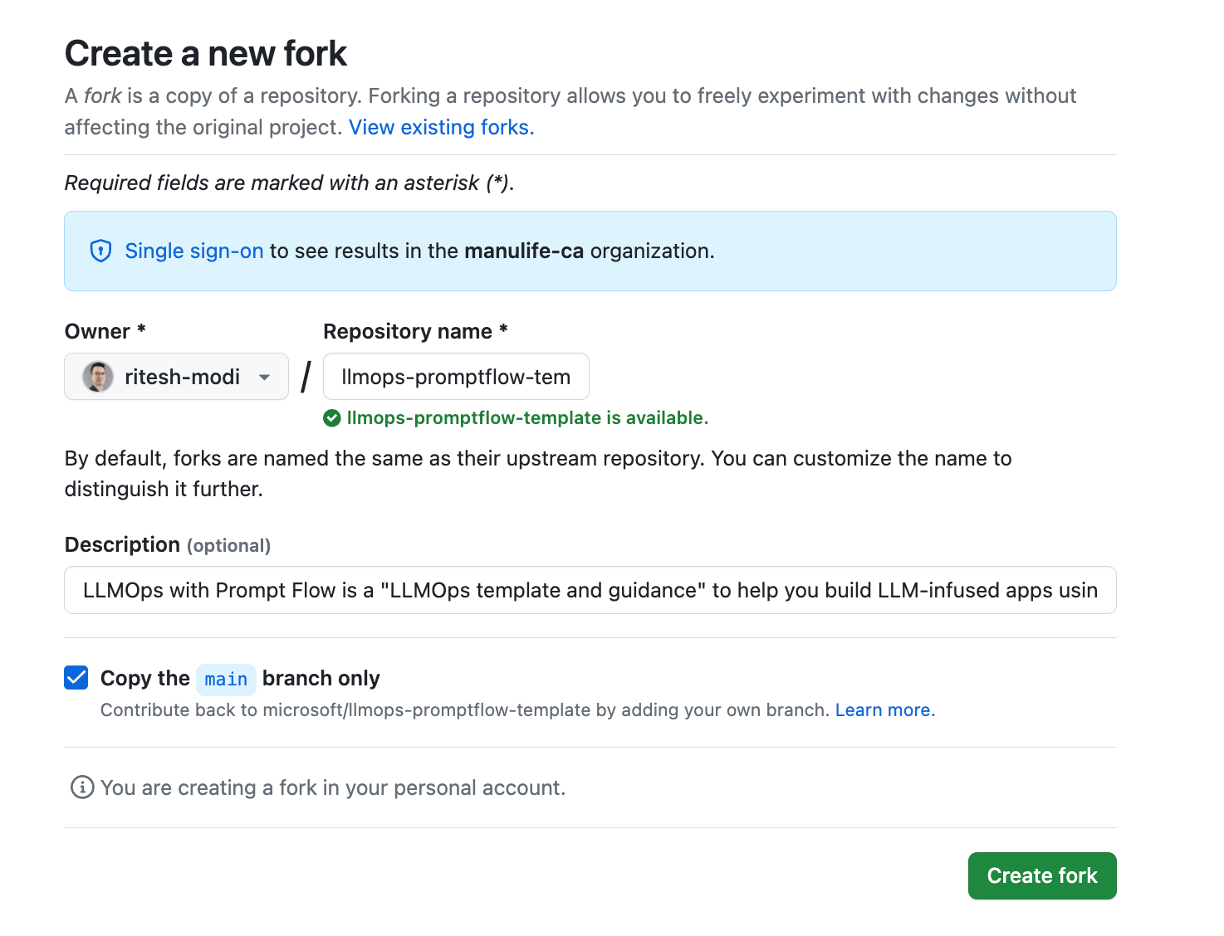 Create a new fork
A fork is a copy of a repository. Forking a repository allows you to freely experiment with changes without
affecting the original project. View existing forks.
Required fields are marked with an asterisk (*).
Single sign-on to see results in the manulife-ca organization.
Owner *
Repository name *
ritesh-modi
/
llmops-promptflow-tem
llmops-promptflow-template is available.
By default, forks are named the same as their upstream repository. You can customize the name to
distinguish it further.
Description (optional)
LLMOps with Prompt Flow is a "LLMOps template and guidance" to help you build LLM-infused apps usin
Copy the main branch only
Contribute back to microsoft/llmops-promptflow-template by adding your own branch. Learn more.
You are creating a fork in your personal account.
Create fork